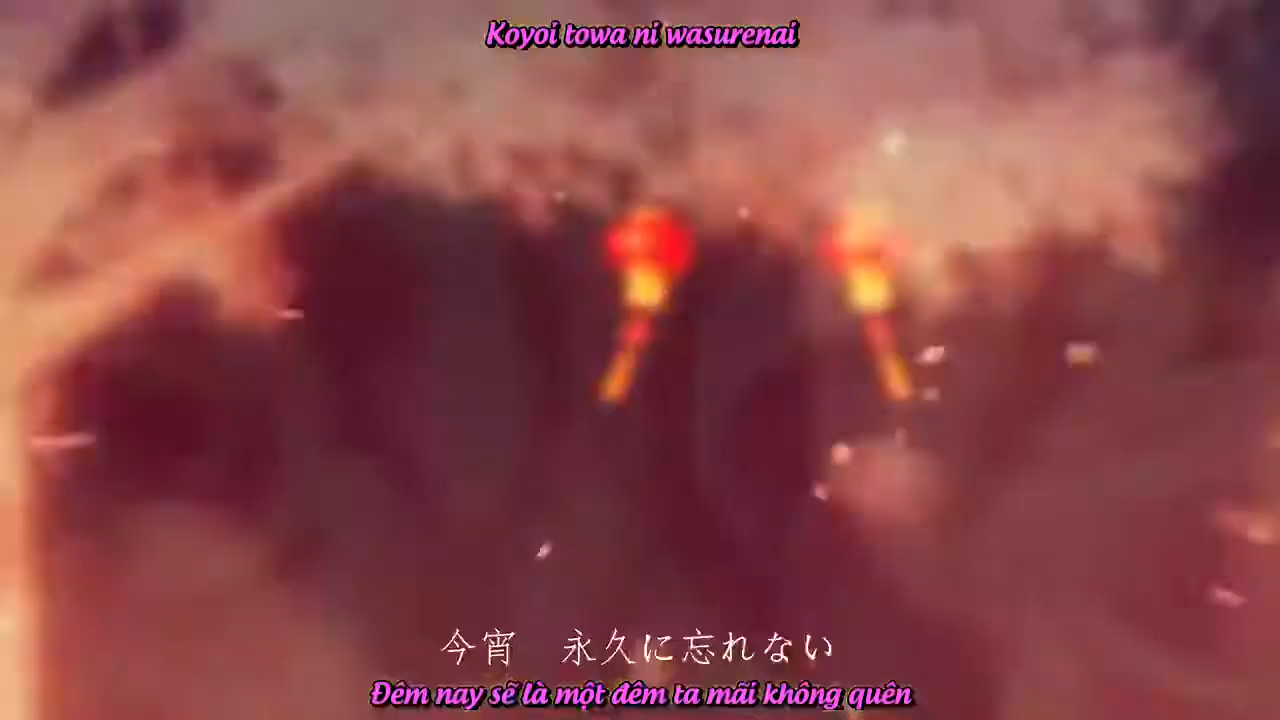 Koyoi towa ni wasurenai
今宵　永久に忘れない
Đêm nay sẽ là một đêm ta mãi không quên